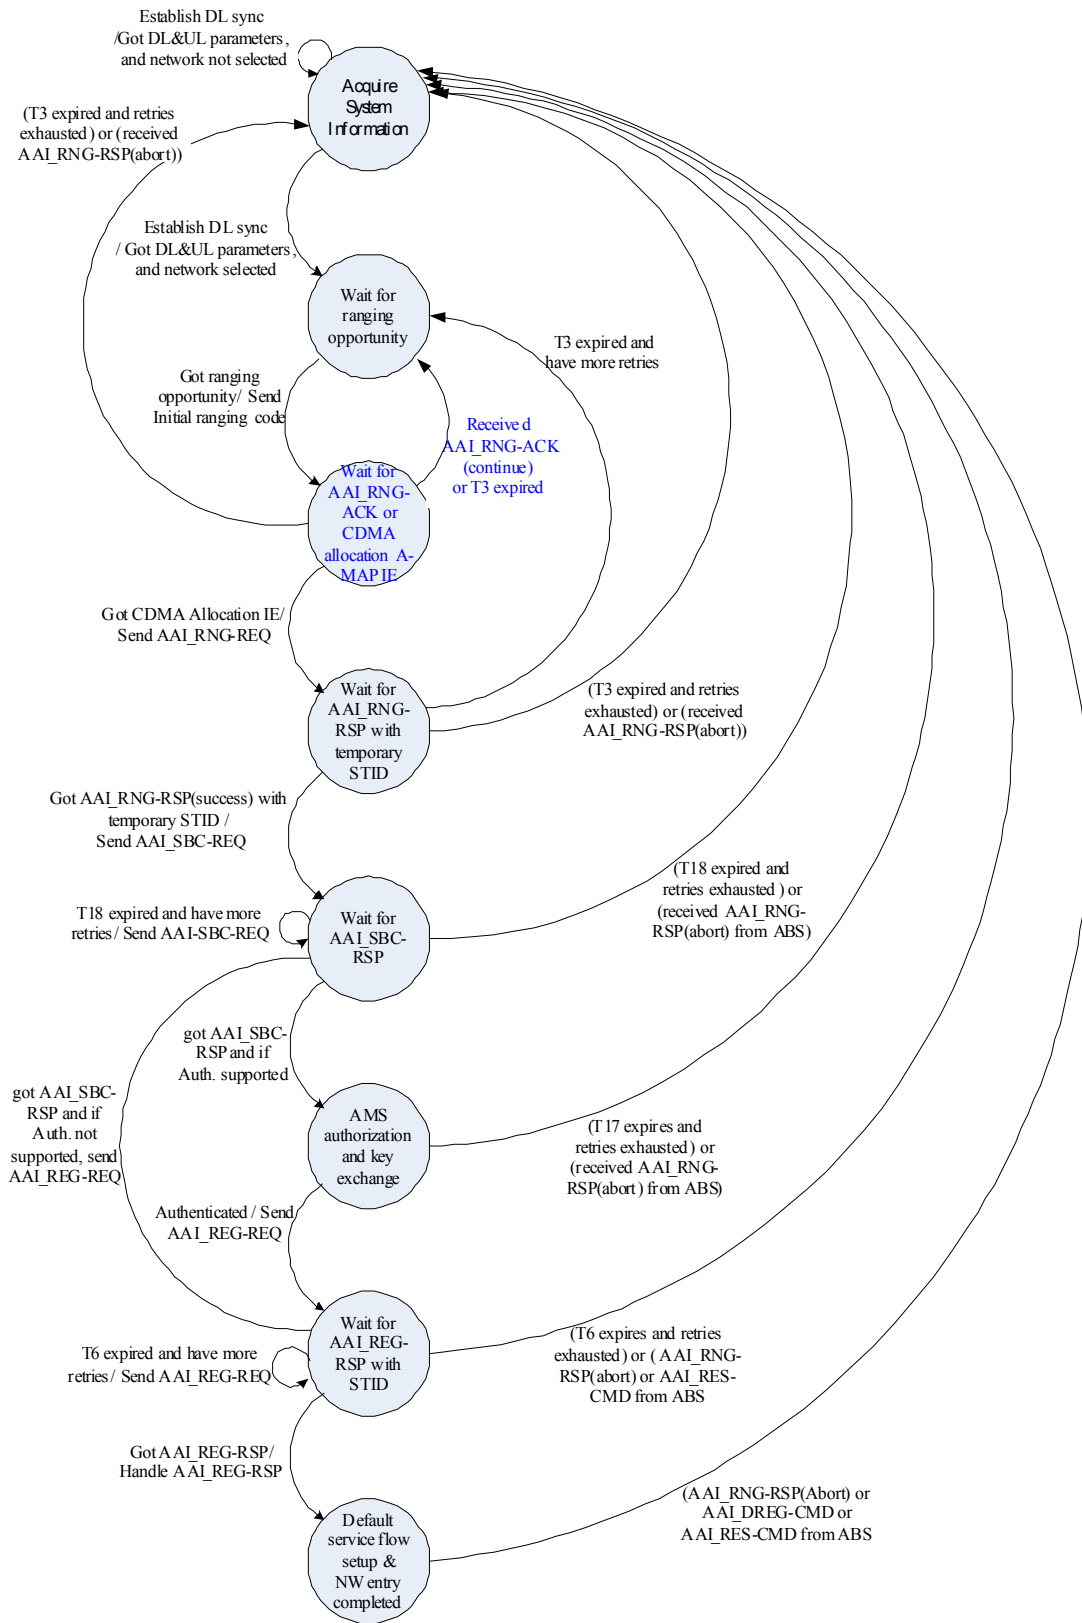 Establish DL sync
/Got DL&UL parameters,
and network not selected
Acquire
System
Information
(T3 expired and retries
exhausted) or (received
AAI_RNG-RSP(abort))
Establish DL sync
/ Got DL&UL parameters,
and network selected
Wait for
ranging
opportunity
T3 expired and
have more retries
Got ranging
opportunity/ Send
Initial ranging code
Received
AAI_RNG-ACK
(continue)
or T3 expired
Wait for
AAI_RNG-
ACK or
CDMA
allocation A-
MAP IE
Got CDMA Allocation IE/
Send AAI_RNG-REQ
Wait for
AAI_RNG-
RSP with
temporary
STID
(T3 expired and retries
exhausted) or (received
AAI_RNG-RSP(abort))
Got AAI_RNG-RSP(success) with
temporary STID /
Send AAI_SBC-REQ
(T18 expired and
retries exhausted ) or
(received AAI_RNG-
RSP(abort) from ABS)
T18 expired and have more
retries/ Send AAI-SBC-REQ
Wait for
AAI_SBC-
RSP
got AAI_SBC-
RSP and if
Auth. supported
got AAI_SBC-
RSP and if
Auth. not
supported, send
AAI_REG-REQ
AMS
authorization
and key
exchange
(T17 expires and
retries exhausted ) or
(received AAI_RNG-
RSP(abort) from ABS)
Authenticated / Send
AAI_REG-REQ
Wait for
AAI_REG-
RSP with
STID
T6 expired and have more
retries/ Send AAI_REG-REQ
(T6 expires and retries
exhausted) or ( AAI_RNG-
RSP(abort) or AAI_RES-
CMD from ABS
Got AAI_REG-RSP/
Handle AAI_REG-RSP
(AAI_RNG-RSP(Abort) or
AAI_DREG-CMD or
AAI_RES-CMD from ABS
Default
service flow
setup &
NW entry
completed